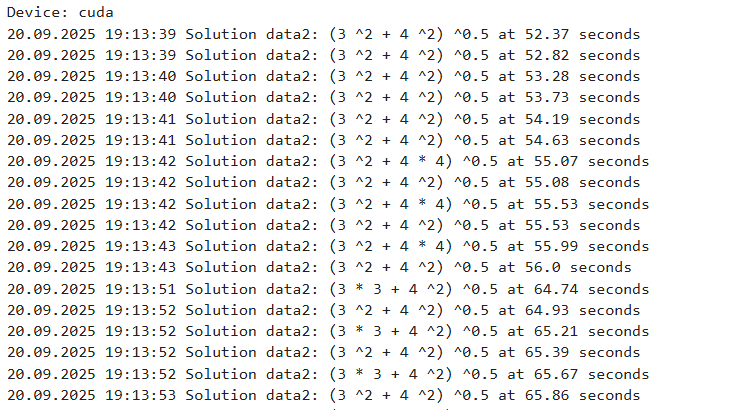 Device: cuda
20.09.2025 19:13:39 Solution data2: (3 ^2 + 4 ^2) ^0.5 at 52.37 seconds
20.09.2025 19:13:39 Solution data2: (3 ^2 + 4 ^2) ^0.5 at 52.82 seconds
20.09.2025 19:13:40 Solution data2: (3 ^2 + 4 ^2) ^0.5 at 53.28 seconds
20.09.2025 19:13:40 Solution data2: (3 ^2 + 4 ^2) ^0.5 at 53.73 seconds
20.09.2025 19:13:41 Solution data2: (3 ^2 + 4 ^2) ^0.5 at 54.19 seconds
20.09.2025 19:13:41 Solution data2: (3 ^2 + 4 ^2) ^0.5 at 54.63 seconds
20.09.2025 19:13:42 Solution data2: (3 ^2 + 4 * 4) ^0.5 at 55.07 seconds
20.09.2025 19:13:42 Solution data2: (3 ^2 + 4 ^2) ^0.5 at 55.08 seconds
20.09.2025 19:13:42 Solution data2: (3 ^2 + 4 * 4) ^0.5 at 55.53 seconds
20.09.2025 19:13:42 Solution data2: (3 ^2 + 4 ^2) ^0.5 at 55.53 seconds
20.09.2025 19:13:43 Solution data2: (3 ^2 + 4 * 4) ^0.5 at 55.99 seconds
20.09.2025 19:13:43 Solution data2: (3 ^2 + 4 ^2) ^0.5 at 56.0 seconds
20.09.2025 19:13:51 Solution data2: (3 * 3 + 4 ^2) ^0.5 at 64.74 seconds
20.09.2025 19:13:52 Solution data2: (3 ^2 + 4 ^2) ^0.5 at 64.93 seconds
20.09.2025 19:13:52 Solution data2: (3 * 3 + 4 ^2) ^0.5 at 65.21 seconds
20.09.2025 19:13:52 Solution data2: (3 ^2 + 4 ^2) ^0.5 at 65.39 seconds
20.09.2025 19:13:52 Solution data2: (3 * 3 + 4 ^2) ^0.5 at 65.67 seconds
20.09.2025 19:13:53 Solution data2: (3 ^2 + 4 ^2) ^0.5 at 65.86 seconds